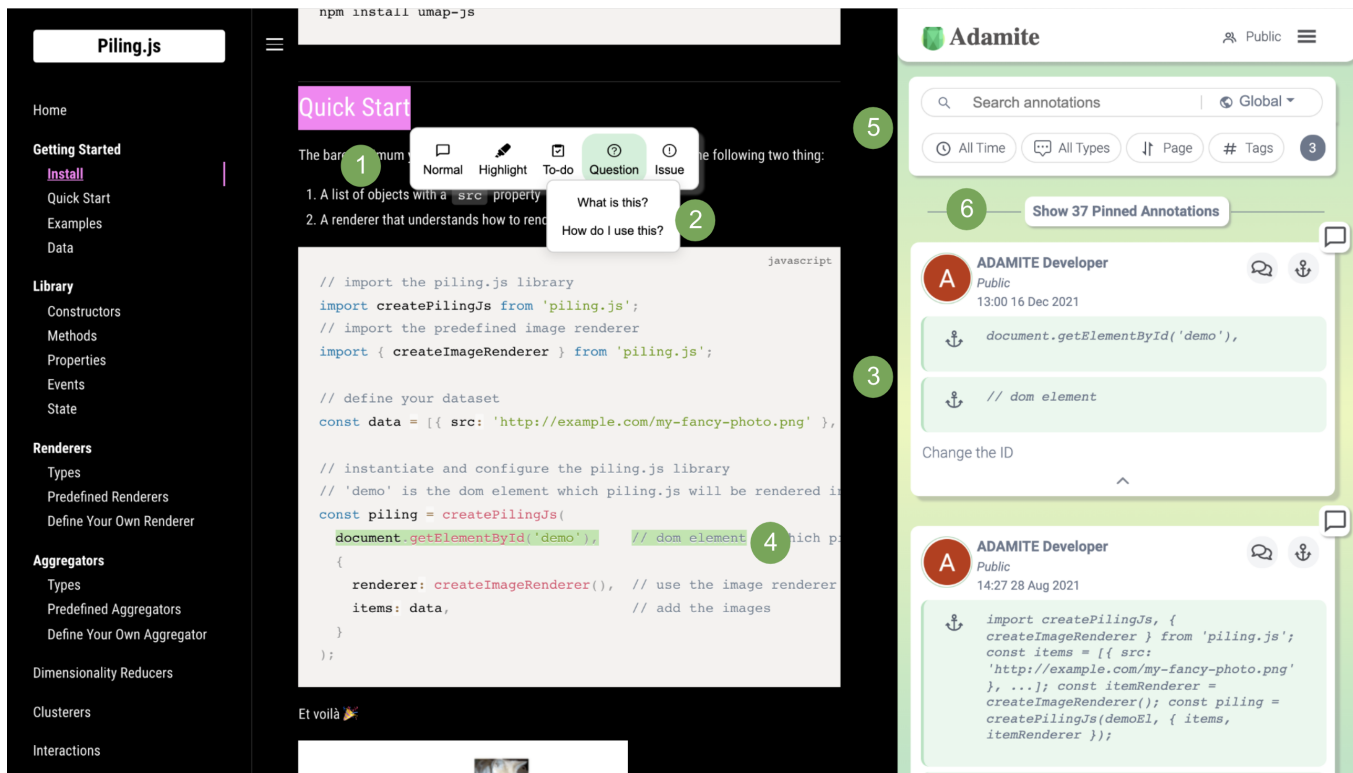 Piling.js
Home
Getting Started
Install
Quick Start
Examples
Data
Library
Constructors
Methods
Properties
Events
State
Renderers
Types
Predefined Renderers
Define Your Own Renderer
Aggregators
Types
Predefined Aggregators
Define Your Own Aggregator
Dimensionality Reducers
Clusterers
Interactions
npm install umap-js
Quick Start
1
Normal
Highlight
To-do
Question
Issue
The bare
mum y
e following two thing:
1. A list of objects with a src property
2. A renderer that understands how to rend
What is this?
How do I use this?
2
javascript
// import the piling.js library
import createPilingJs from 'piling.js';
// import the predefined image renderer
import { createImageRenderer } from 'piling.js';
// define your dataset
const data = [{ src: 'http://example.com/my-fancy-photo.png' },
// instantiate and configure the piling.js library
// 'demo' is the dom element which piling.js will be rendered in
const piling = createPilingJs(
document.getElementById('demo'), // dom element hich pi
4
{
renderer: createImageRenderer(), // use the image renderer
items: data, // add the images
}
);
Et voilà 🎉
5
3
Adamite
Public
Search annotations
Global
All Time
All Types
Page
# Tags
3
6
Show 37 Pinned Annotations
A
ADAMITE Developer
Public
13:00 16 Dec 2021
document.getElementById('demo'),
// dom element
Change the ID
A
ADAMITE Developer
Public
14:27 28 Aug 2021
import createPilingJs, {
createImageRenderer } from 'piling.js';
const items = [{ src:
'http://example.com/my-fancy-photo.png'
}, ...]; const itemRenderer =
createImageRenderer(); const piling =
createPilingJs(demoEl, { items,
itemRenderer });